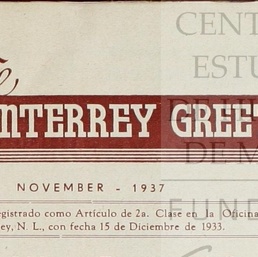 CENT
ESTU
NTERREY GREET
DE M
NOVEMBER - 1937
egistrado como Artículo de 2a. Clase en la Oficina
ey, N. L., con fecha 15 de Diciembre de 1933.
FUND